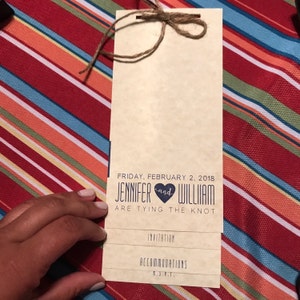 FRIDAY, FEBRUARY 2, 2018
JENNIFER and WILLIAM
ARE TYING THE KNOT
INVITATION
ACCOMMODATIONS
R.S.V.P.